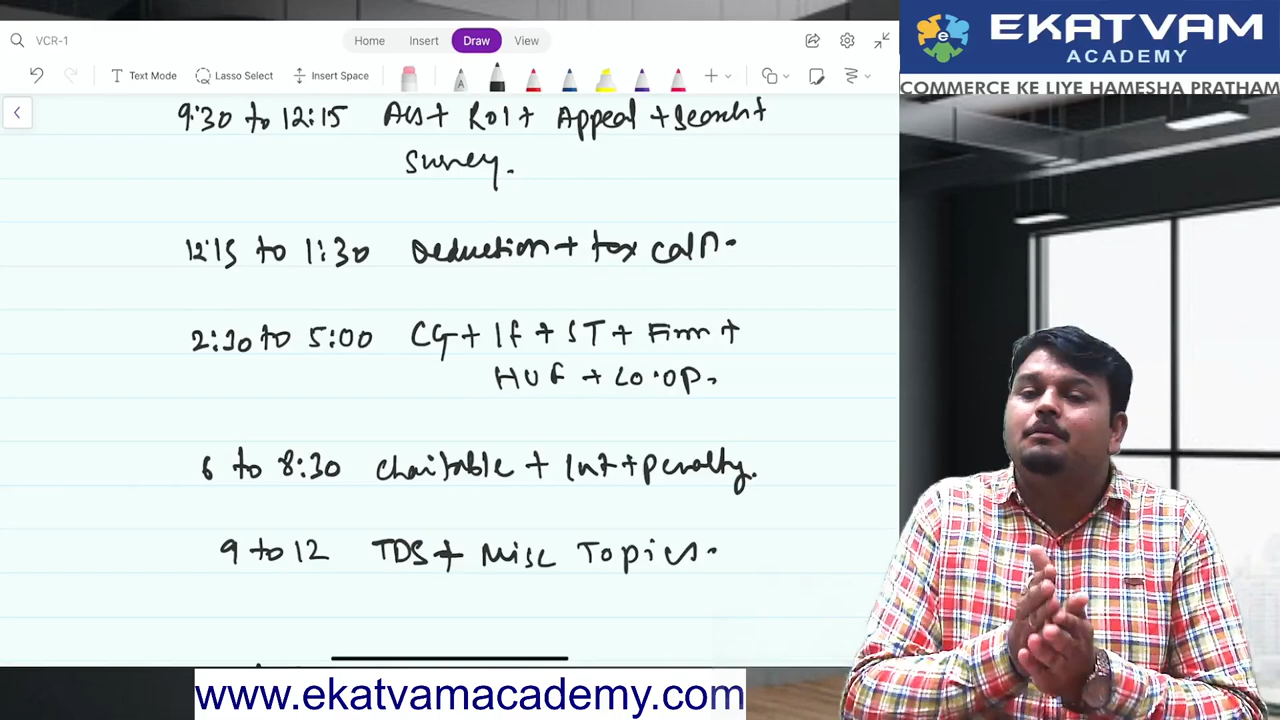 VCR-1
Home Insert Draw View
Text Mode Lasso Select Insert Space
EKATVAM
ACADEMY
COMMERCE KE LIYE HAMESHA PRATHAM
9:30 to 12:15 Ass + ROI + Appeal + Search +
Survey.
12:15 to 1:30 Deduction + tax caln.
2:30 to 5:00 CG + IF + ST + Firm +
HUF + Co.op.
6 to 8:30 Charitable + Int + penalty.
9 to 12 TDS + Misc Topics.
www.ekatvamacademy.com